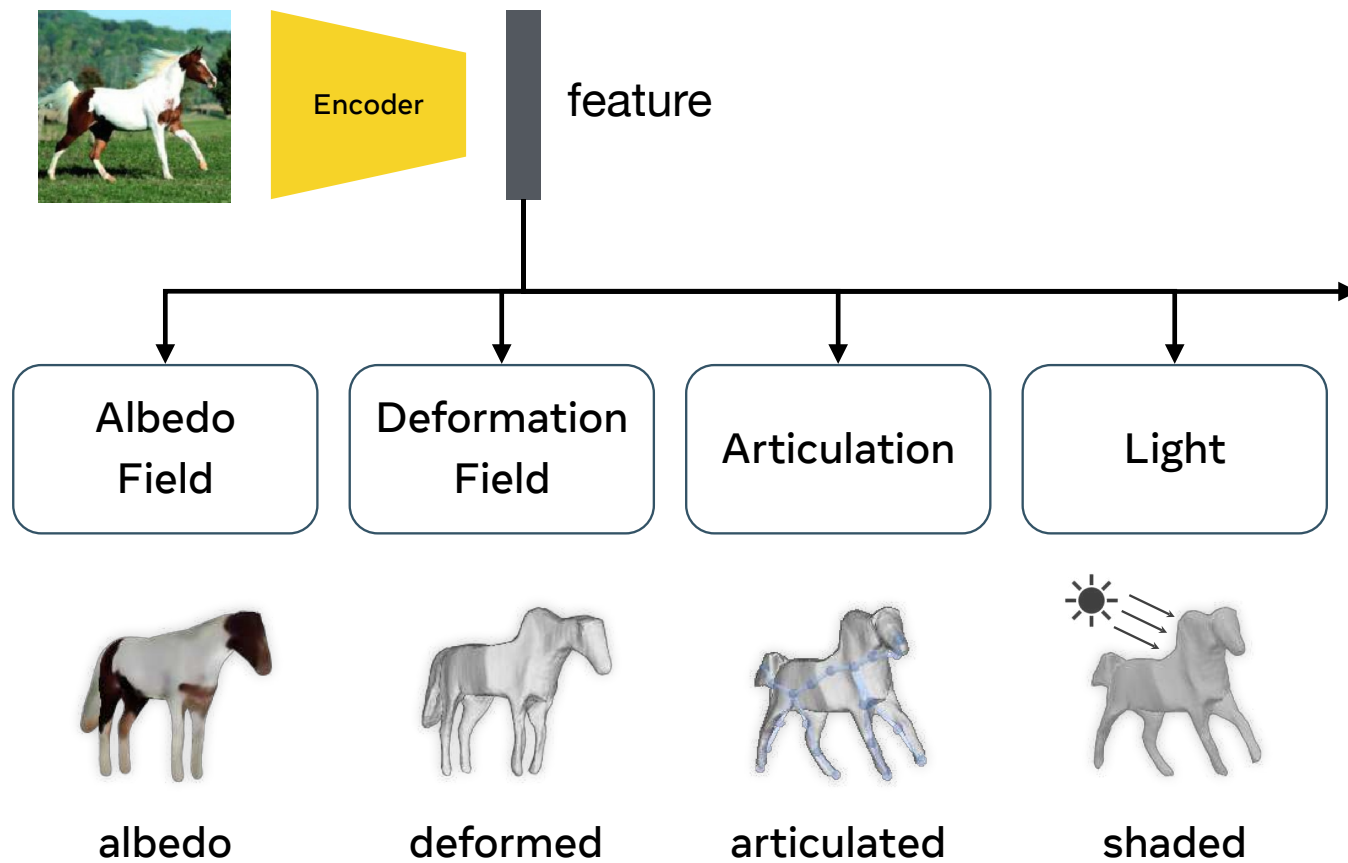 Encoder
feature
Albedo
Field
Deformation
Field
Articulation
Light
albedo
deformed
articulated
shaded